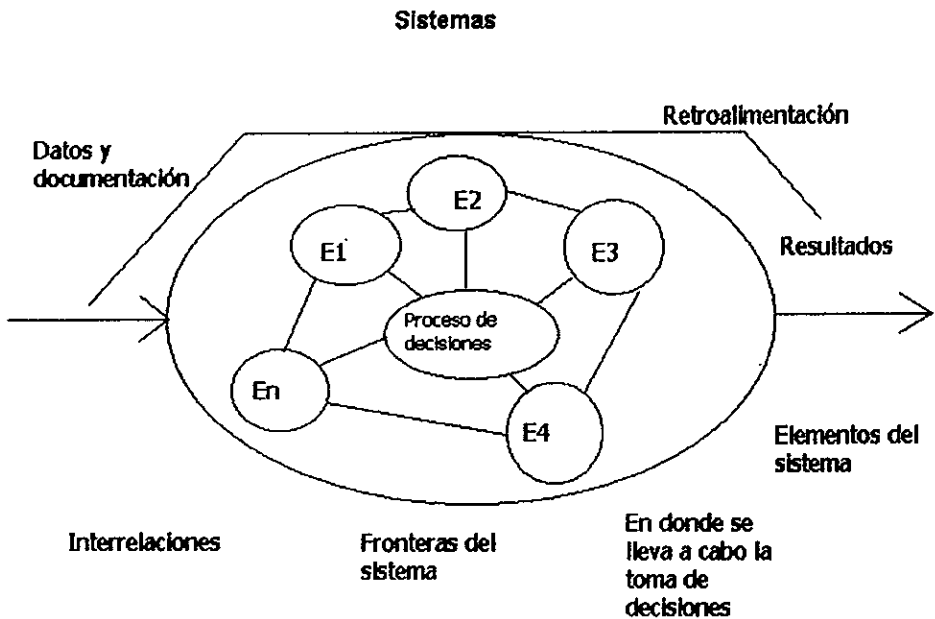 Sistemas
Retroalimentación
Datos y
documentación
E2
E1
E3
Resultados
Proceso de
decisiones
En
E4
Elementos del
sistema
Interrelaciones
Fronteras del
sistema
En donde se
lleva a cabo la
toma de
decisiones